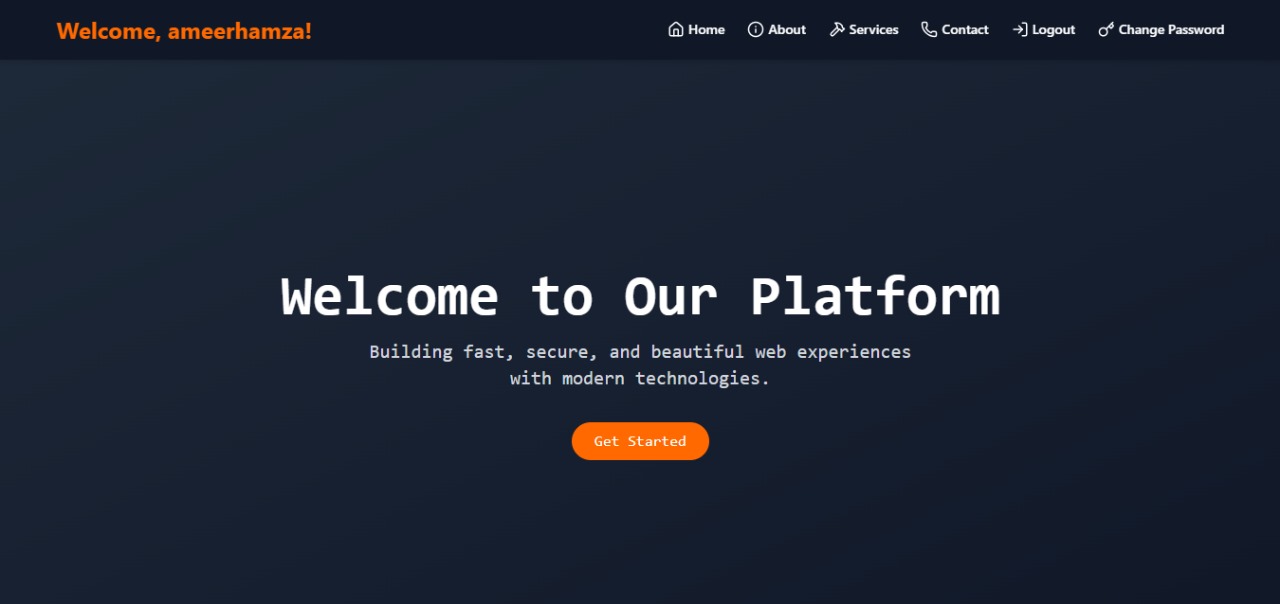 Welcome, ameerhamza!
Home
About
Services
Contact
Logout
Change Password
Welcome to Our Platform
Building fast, secure, and beautiful web experiences
with modern technologies.
Get Started